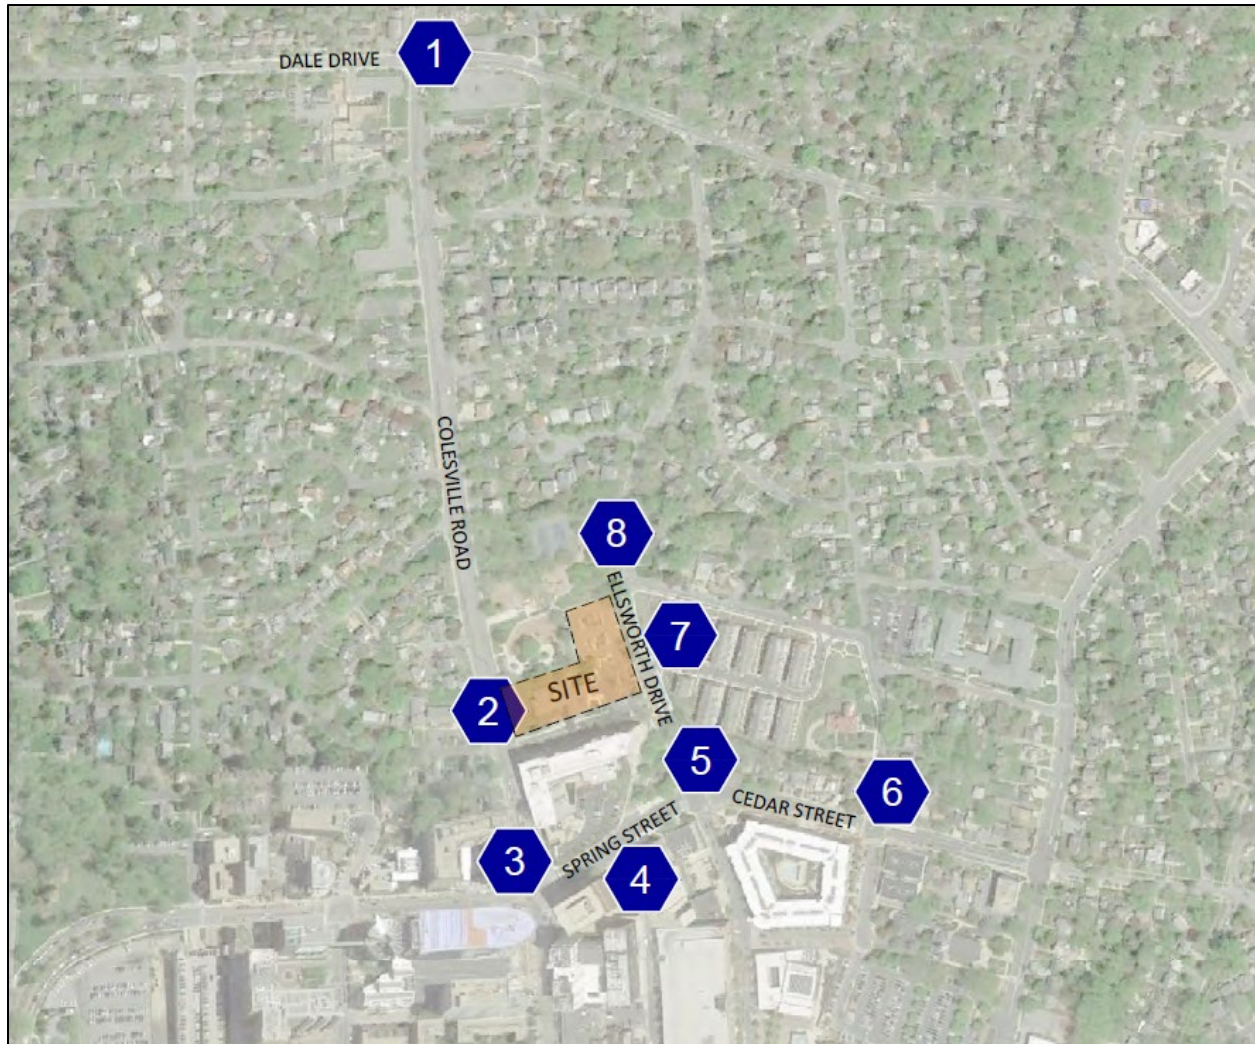 1
DALE DRIVE
COLESVILLE ROAD
8
ELLSWORTH DRIVE
7
SITE
2
5
6
CEDAR STREET
SPRING STREET
3
4